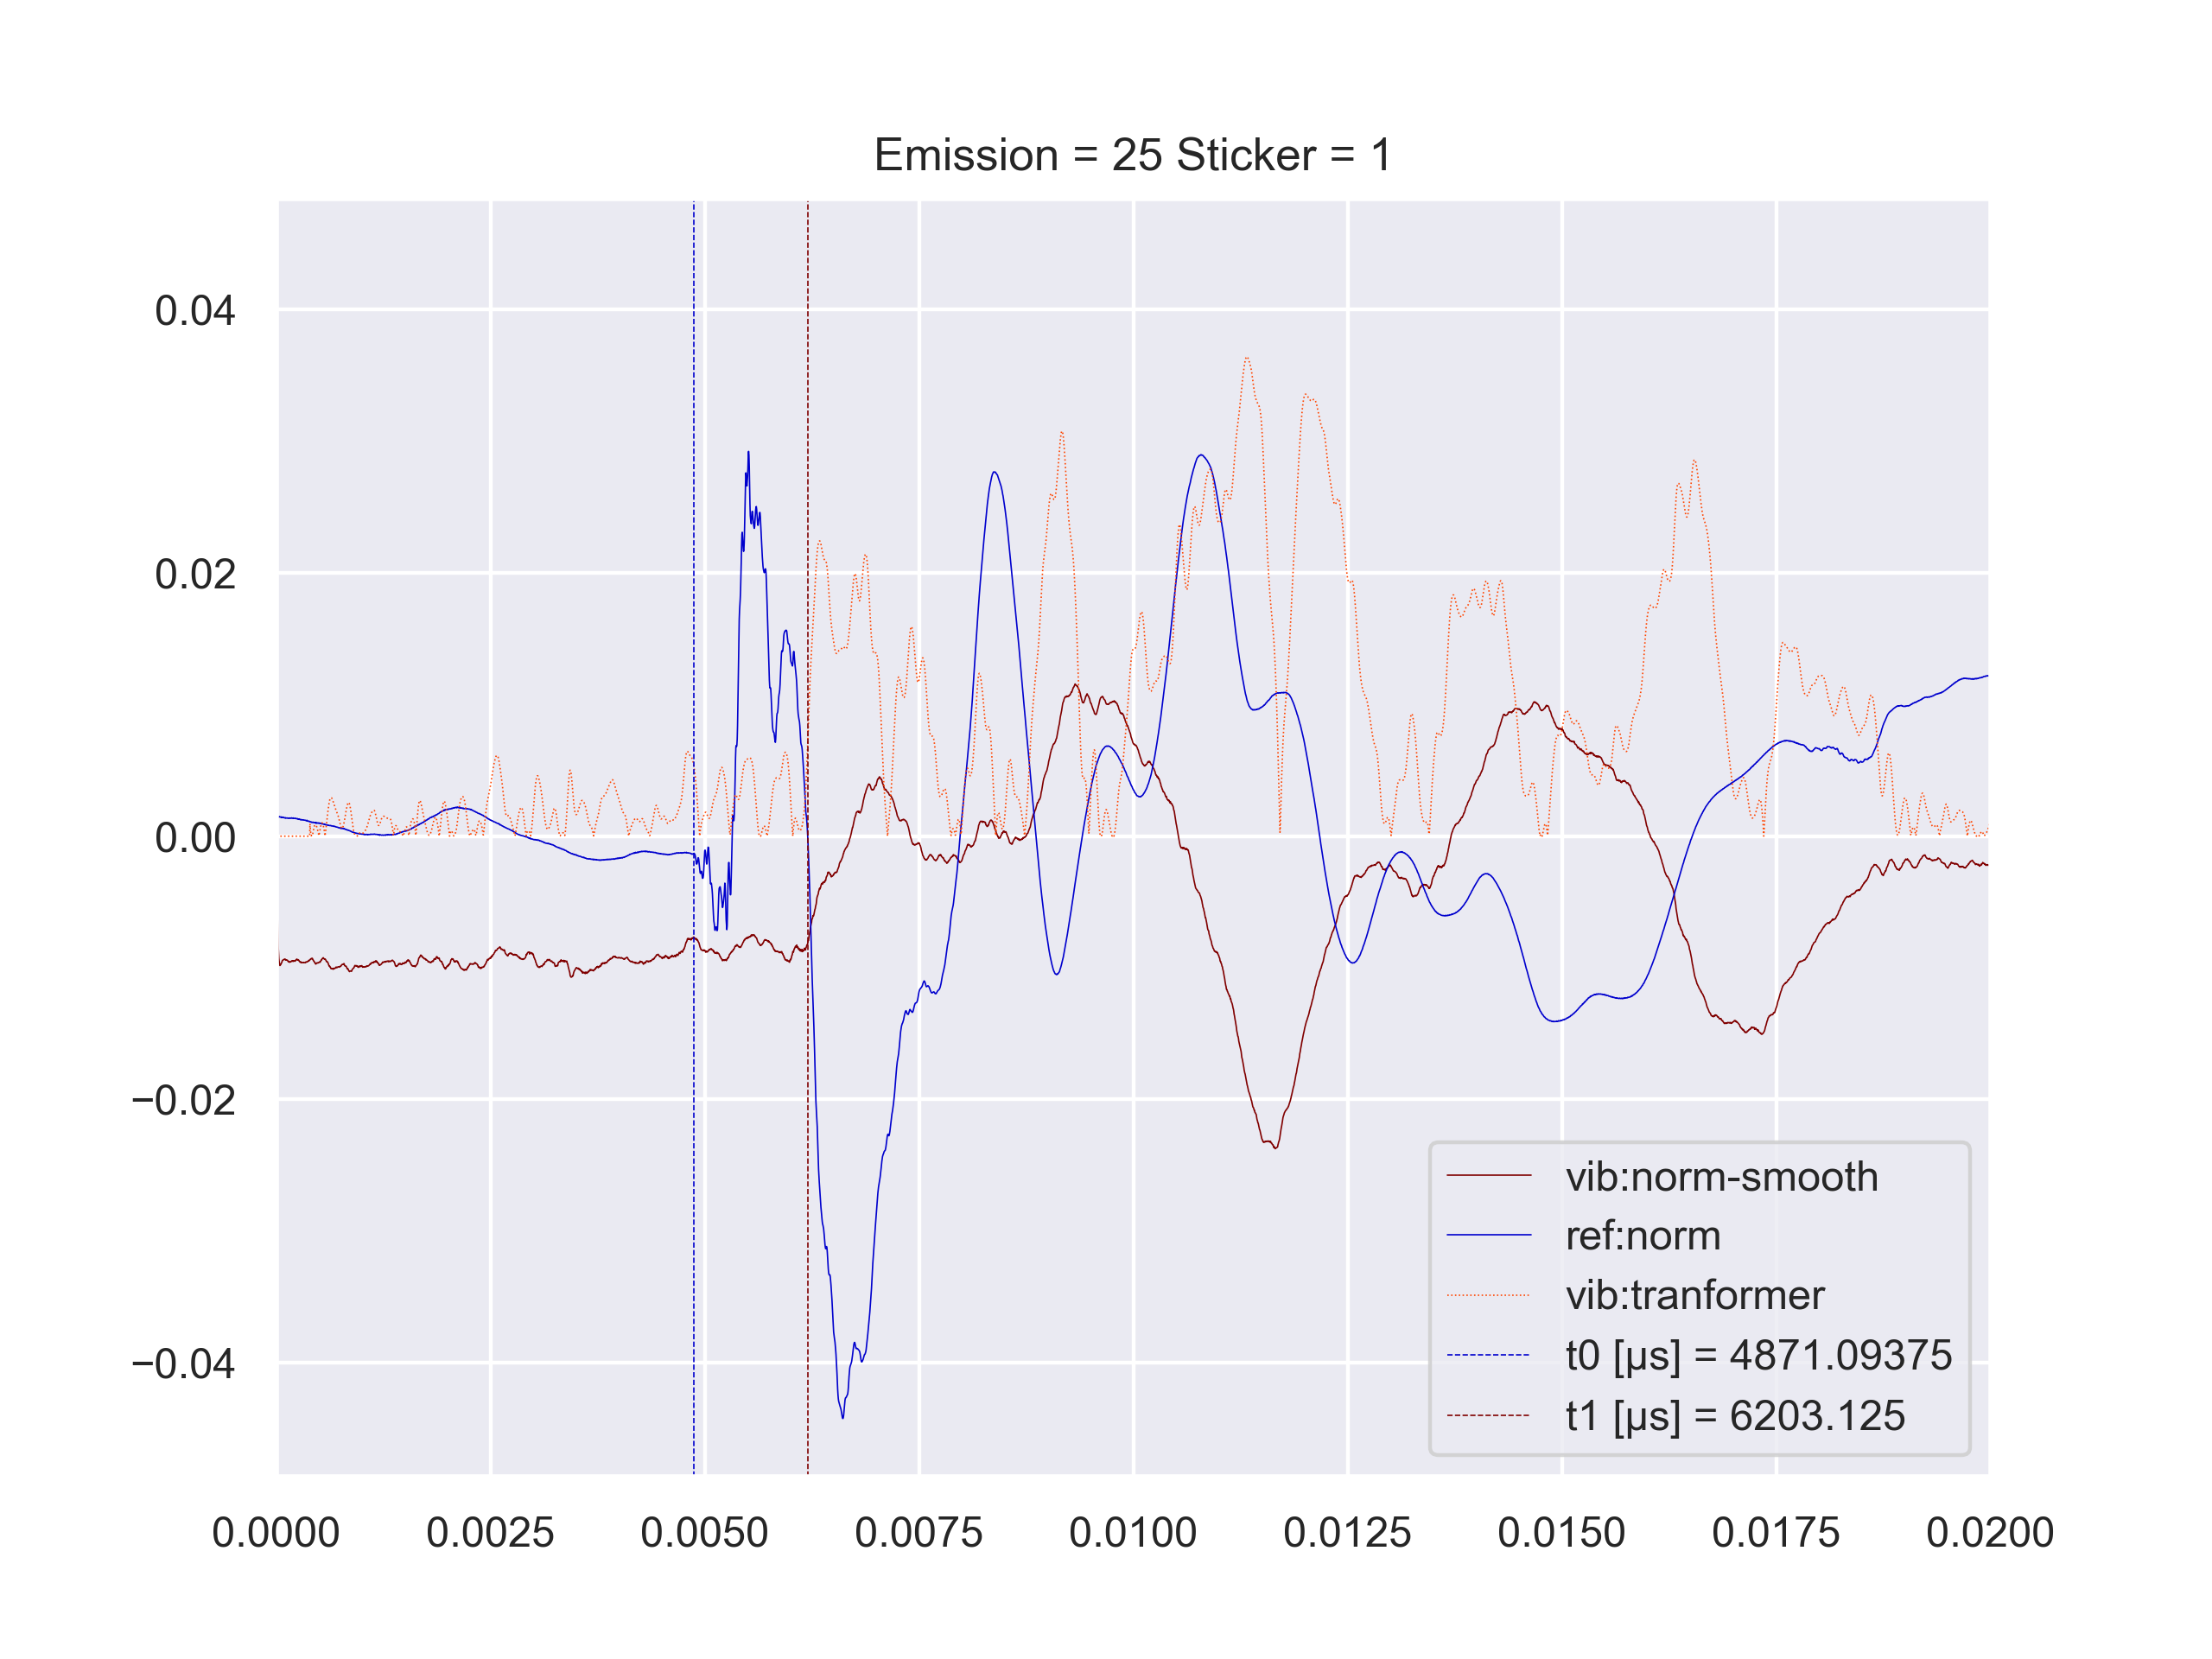 Emission = 25 Sticker = 1
0.04
0.02
0.00
−0.02
−0.04
vib:norm-smooth
ref:norm
vib:tranformer
t0 [µs] = 4871.09375
t1 [µs] = 6203.125
0.0000 0.0025 0.0050 0.0075 0.0100 0.0125 0.0150 0.0175 0.0200